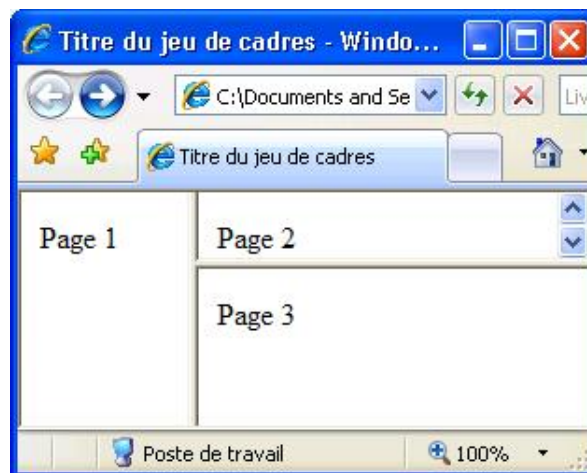 Titre du jeu de cadres - Windo...
C:\Documents and Se
Liv
Titre du jeu de cadres
Page 1
Page 2
Page 3
Poste de travail
100%